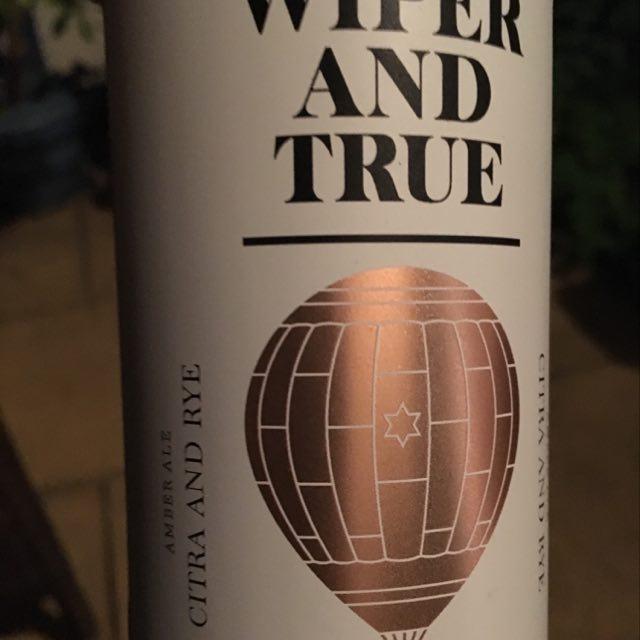 WIPER
AND
TRUE
AMBER ALE
CITRA AND RYE
CITRA AND RYE